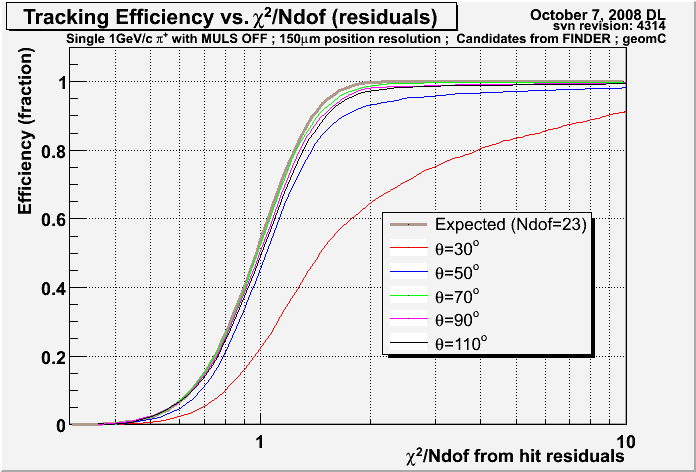 Tracking Efficiency vs. χ²/Ndof (residuals)
October 7, 2008 DL
svn revision: 4314
Single 1GeV/c π⁺ with MULS OFF ; 150μm position resolution ; Candidates from FINDER ; geomC
Efficiency (fraction)
1
0.8
0.6
0.4
0.2
0
Expected (Ndof=23)
θ=30°
θ=50°
θ=70°
θ=90°
θ=110°
1
10
χ²/Ndof from hit residuals